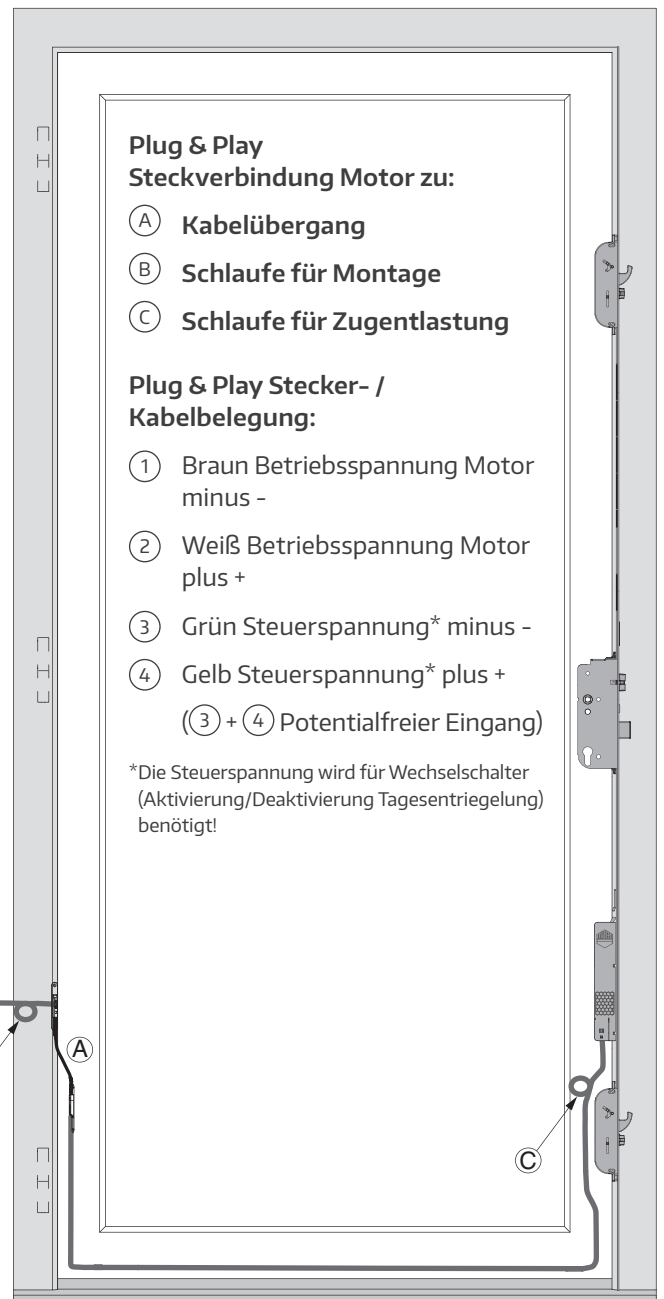 Plug & Play
Steckverbindung Motor zu:
A Kabelübergang
B Schlaufe für Montage
C Schlaufe für Zugentlastung
Plug & Play Stecker- /
Kabelbelegung:
1 Braun Betriebsspannung Motor
minus -
2 Weiß Betriebsspannung Motor
plus +
3 Grün Steuerspannung* minus -
4 Gelb Steuerspannung* plus +
(3 + 4 Potentialfreier Eingang)
*Die Steuerspannung wird für Wechselschalter
(Aktivierung/Deaktivierung Tagesentriegelung)
benötigt!
A
C